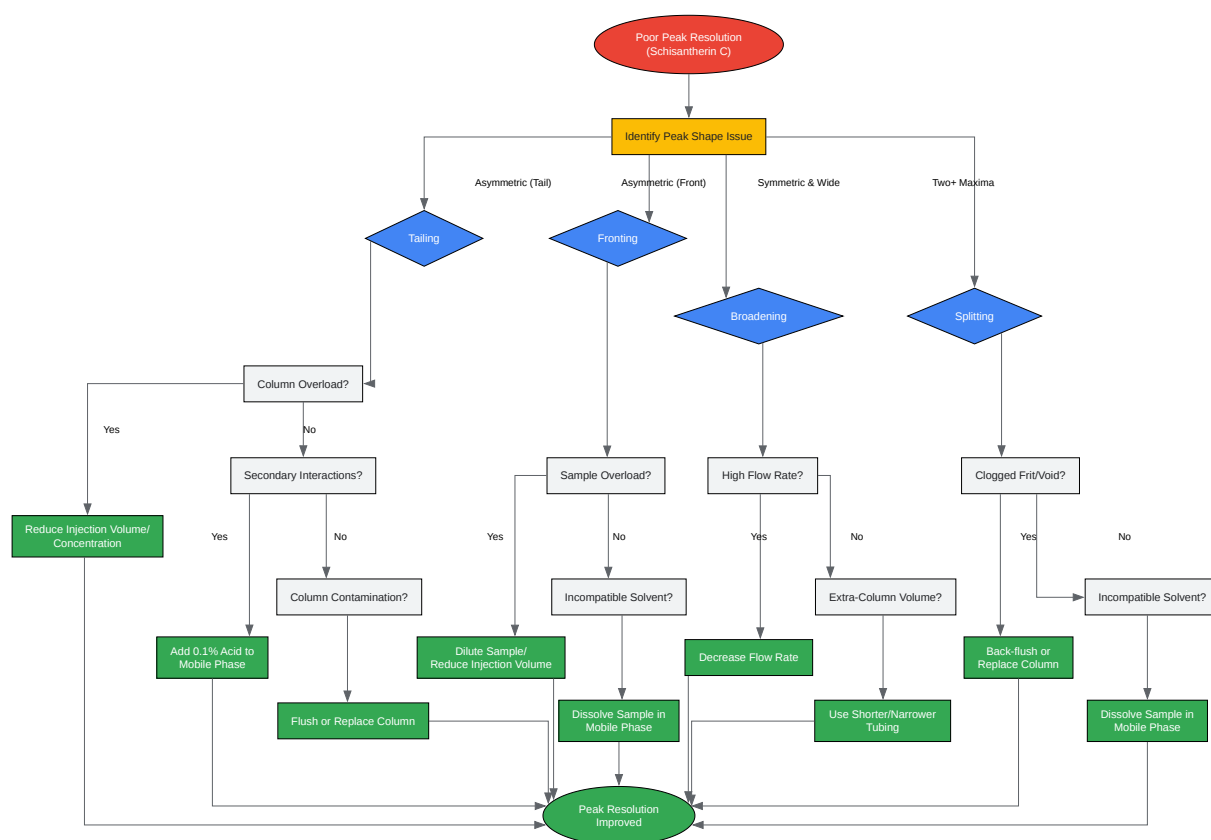 Poor Peak Resolution
(Schisantherin C)
Identify Peak Shape Issue
Asymmetric (Tail)
Asymmetric (Front)
Symmetric & Wide
Two+ Maxima
Tailing
Fronting
Broadening
Splitting
Column Overload?
Yes
No
Secondary Interactions?
Sample Overload?
High Flow Rate?
Clogged Frit/Void?
Reduce Injection Volume/
Concentration
Yes
No
Yes
No
Yes
No
Yes
No
Column Contamination?
Incompatible Solvent?
Extra-Column Volume?
Incompatible Solvent?
Add 0.1% Acid to
Mobile Phase
Dilute Sample/
Reduce Injection Volume
Decrease Flow Rate
Back-flush or
Replace Column
Flush or Replace Column
Dissolve Sample in
Mobile Phase
Use Shorter/Narrower
Tubing
Dissolve Sample in
Mobile Phase
Peak Resolution
Improved